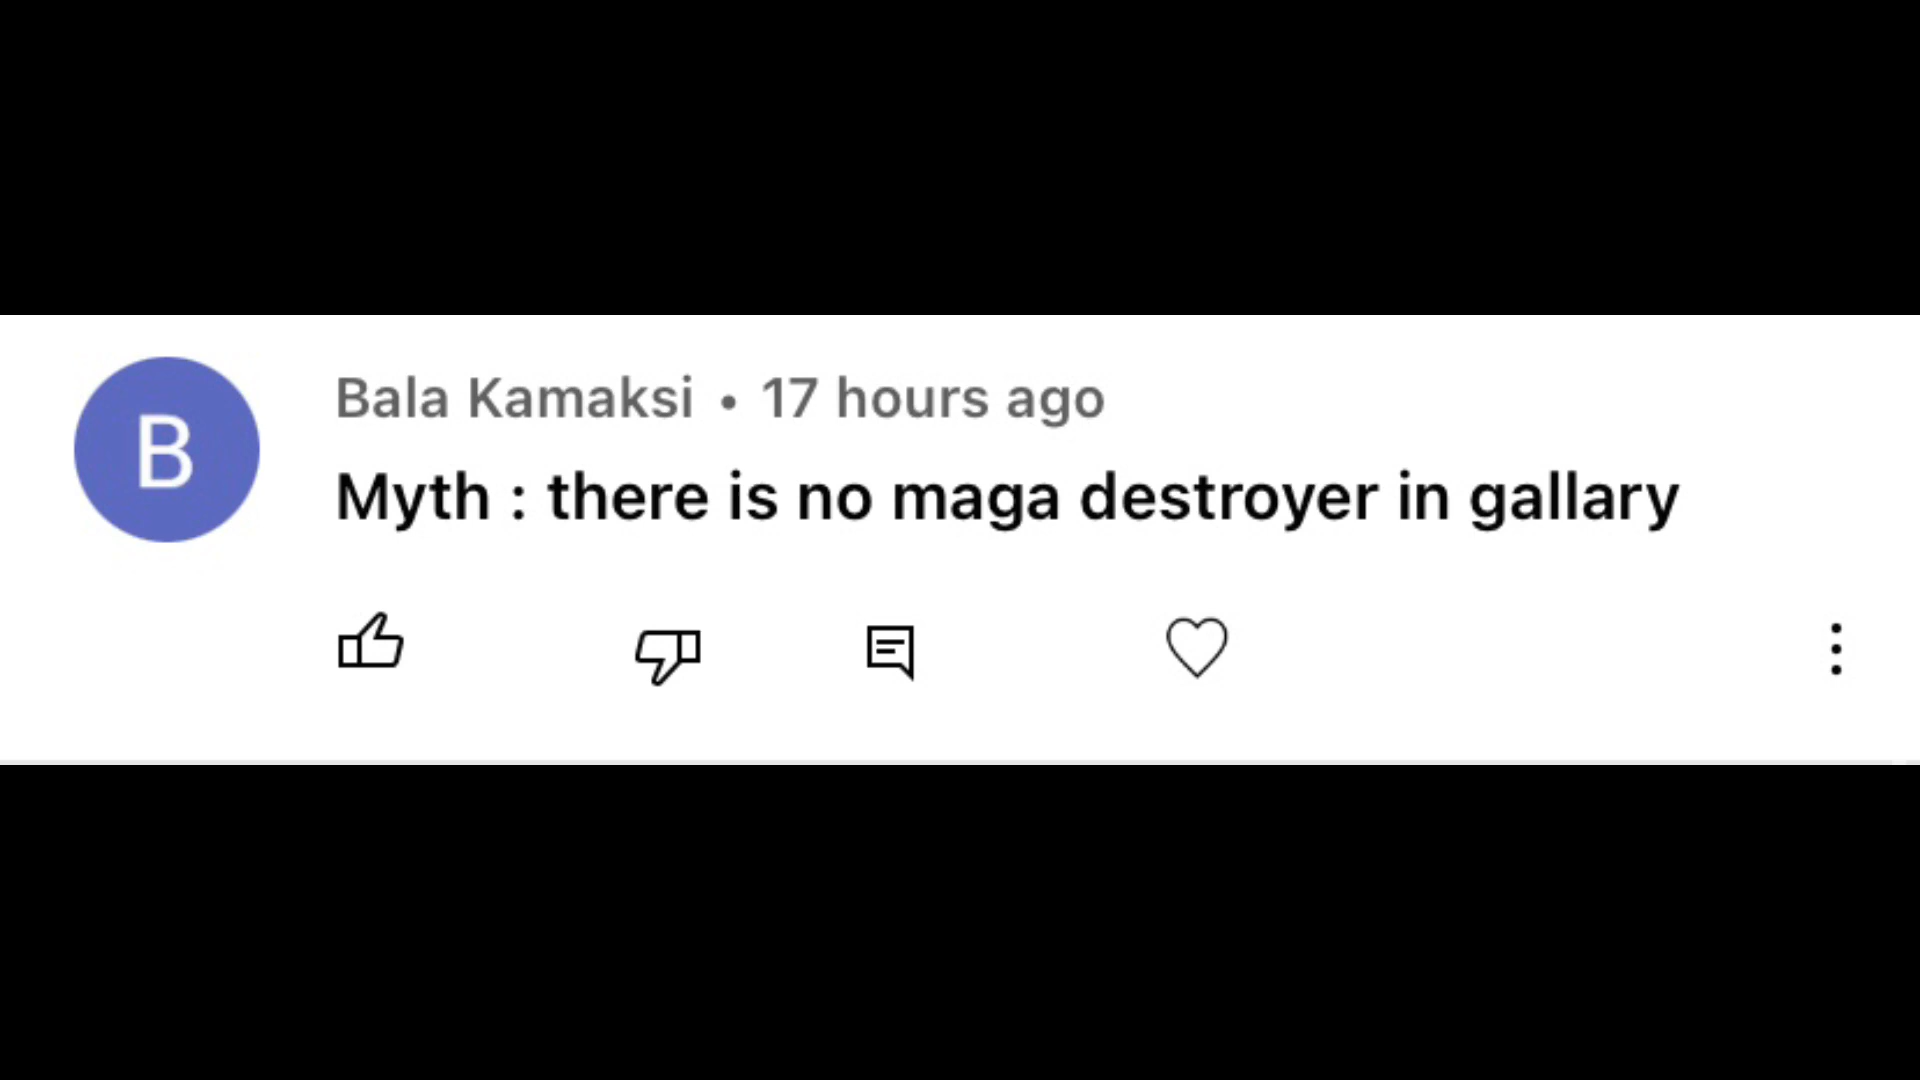 B
Bala Kamaksi • 17 hours ago
Myth : there is no maga destroyer in gallary